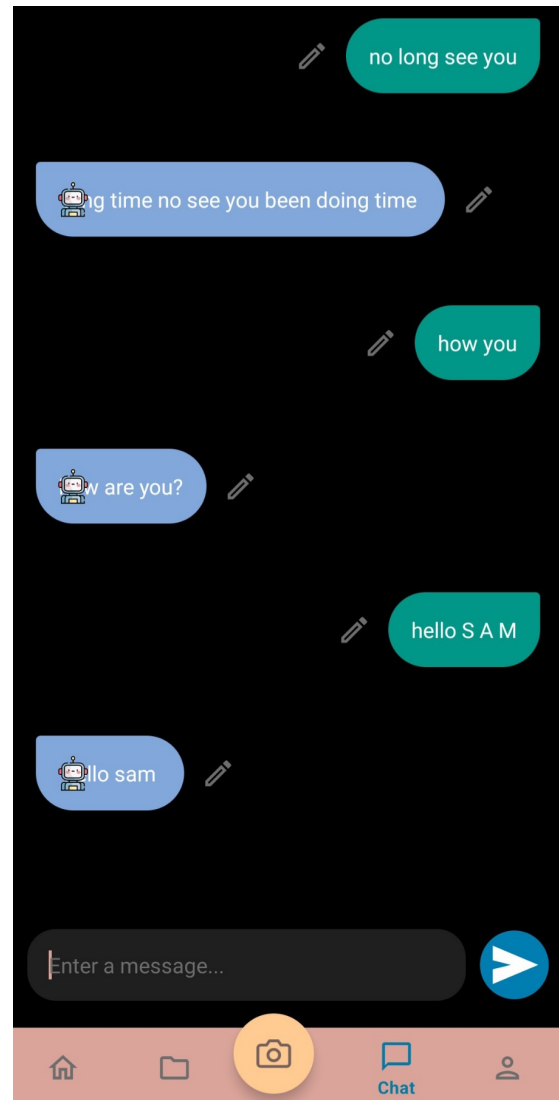 no long see you
ng time no see you been doing time
how you
w are you?
hello S A M
llo sam
Enter a message...
Chat